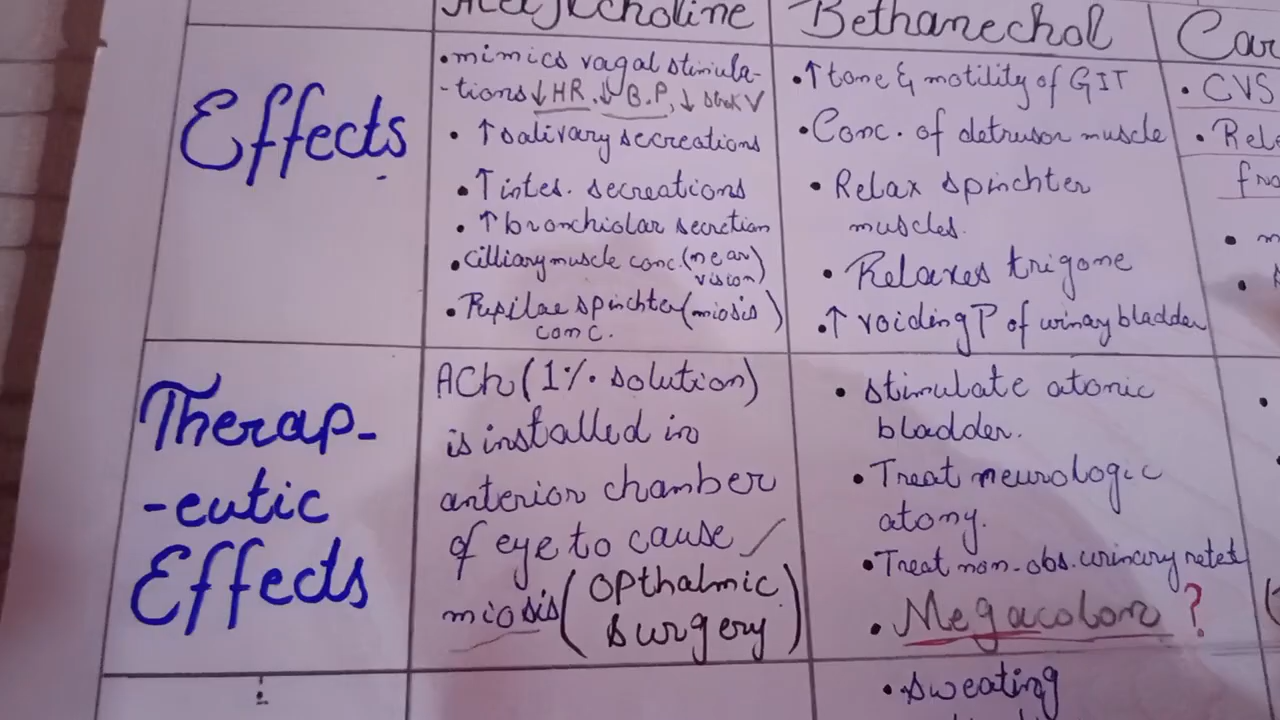 Acetylcholine
Bethanechol
Car
Effects
• mimics vagal stimula-
-tions ↓HR, ↓B.P, ↓ stroke V
• ↑ salivary secreations
• ↑ intes. secreations
• ↑ bronchiolar secretion
• cilliary muscle conc. (near
vision)
• Pupilae spinchter (miosis)
conc.
• ↑ tone & motility of GIT
• Conc. of detrusor muscle
• Relax spinchter
muscles.
• Relaxes trigone
• ↑ voiding P of urinay bladder
• CVS
• Rel
Therap-
-eutic
Effects
ACh (1% solution)
is installed in
anterior chamber
of eye to cause
miosis (Opthalmic
surgery)
• stimulate atonic
bladder.
• Treat neurologic
atony.
• Treat non-obs. urinary retet
• Megacolon ?
• sweating